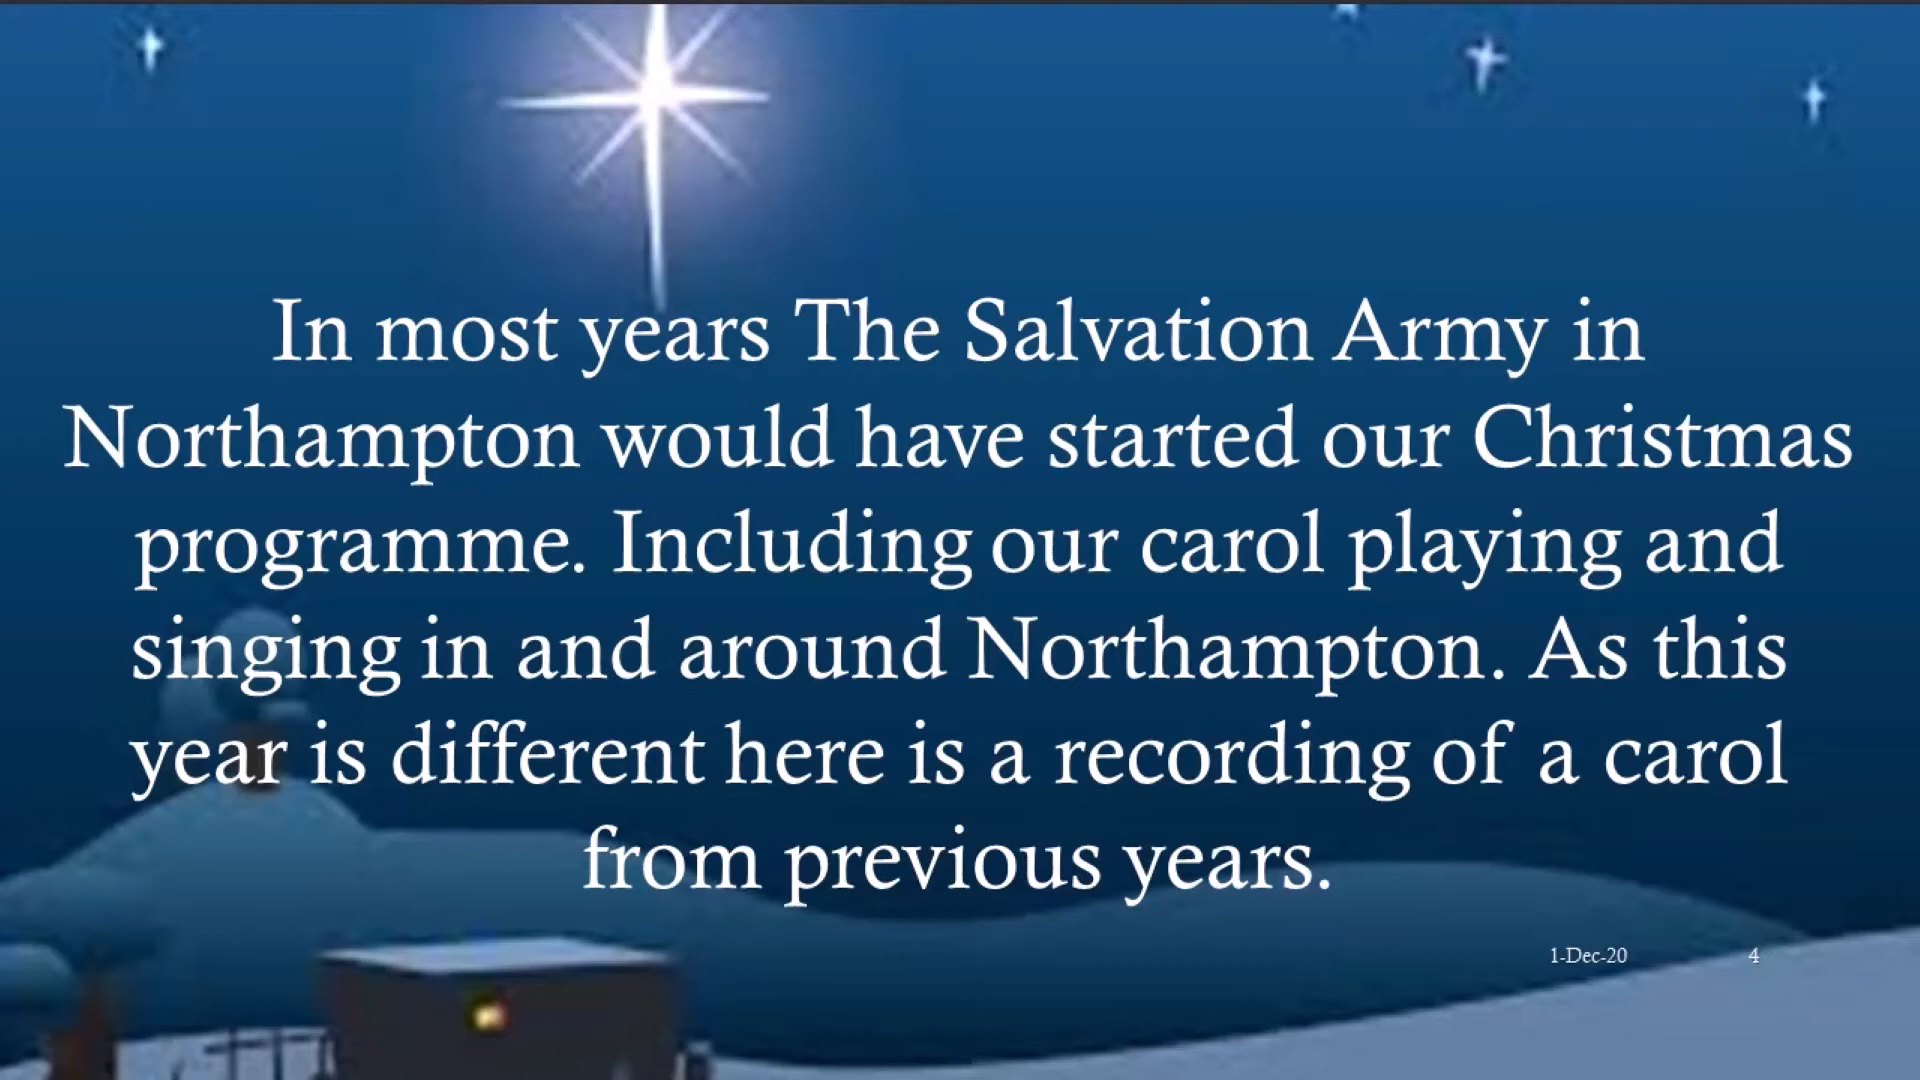 In most years The Salvation Army in
Northampton would have started our Christmas
programme. Including our carol playing and
singing in and around Northampton. As this
year is different here is a recording of a carol
from previous years.
1-Dec-20 4